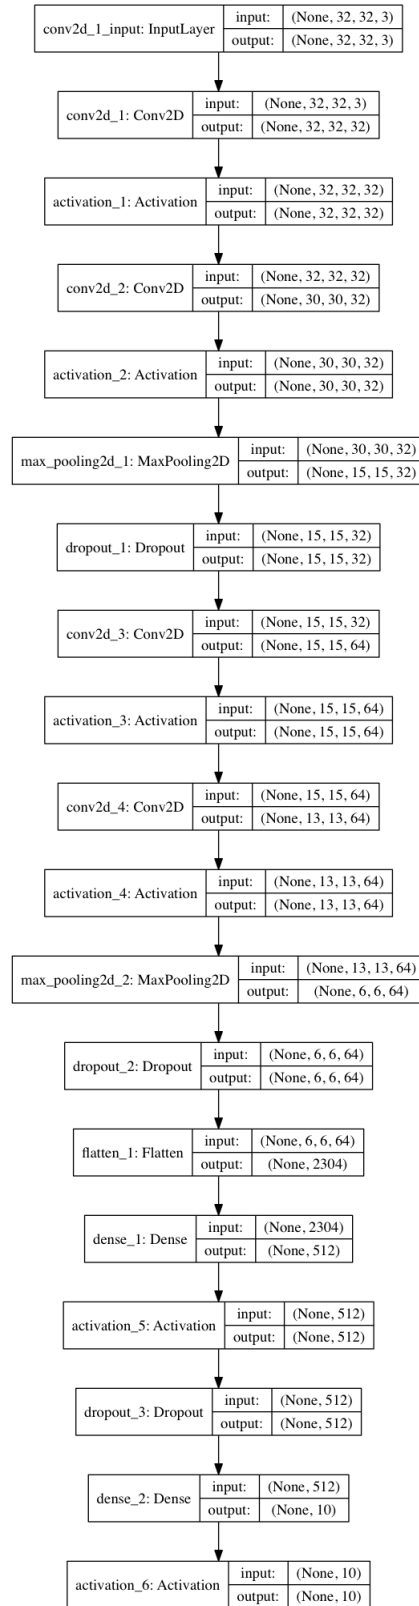 conv2d_1_input: InputLayer input: (None, 32, 32, 3)
output: (None, 32, 32, 3)
conv2d_1: Conv2D input: (None, 32, 32, 3)
output: (None, 32, 32, 32)
activation_1: Activation input: (None, 32, 32, 32)
output: (None, 32, 32, 32)
conv2d_2: Conv2D input: (None, 32, 32, 32)
output: (None, 30, 30, 32)
activation_2: Activation input: (None, 30, 30, 32)
output: (None, 30, 30, 32)
max_pooling2d_1: MaxPooling2D input: (None, 30, 30, 32)
output: (None, 15, 15, 32)
dropout_1: Dropout input: (None, 15, 15, 32)
output: (None, 15, 15, 32)
conv2d_3: Conv2D input: (None, 15, 15, 32)
output: (None, 15, 15, 64)
activation_3: Activation input: (None, 15, 15, 64)
output: (None, 15, 15, 64)
conv2d_4: Conv2D input: (None, 15, 15, 64)
output: (None, 13, 13, 64)
activation_4: Activation input: (None, 13, 13, 64)
output: (None, 13, 13, 64)
max_pooling2d_2: MaxPooling2D input: (None, 13, 13, 64)
output: (None, 6, 6, 64)
dropout_2: Dropout input: (None, 6, 6, 64)
output: (None, 6, 6, 64)
flatten_1: Flatten input: (None, 6, 6, 64)
output: (None, 2304)
dense_1: Dense input: (None, 2304)
output: (None, 512)
activation_5: Activation input: (None, 512)
output: (None, 512)
dropout_3: Dropout input: (None, 512)
output: (None, 512)
dense_2: Dense input: (None, 512)
output: (None, 10)
activation_6: Activation input: (None, 10)
output: (None, 10)